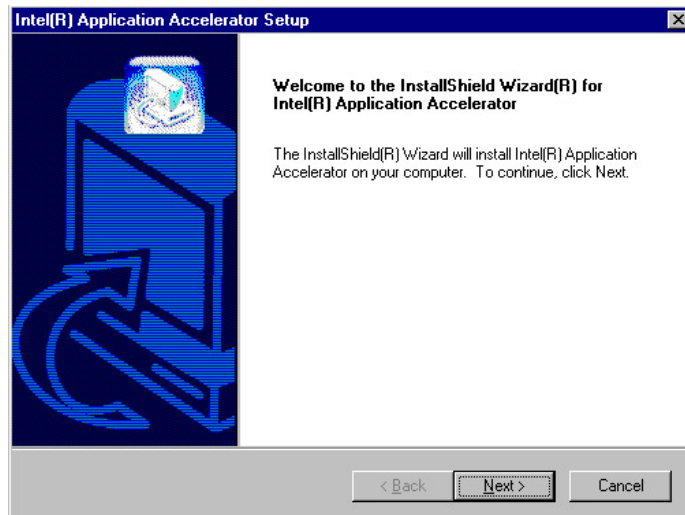 Intel(R) Application Accelerator Setup
Welcome to the InstallShield Wizard(R) for
Intel(R) Application Accelerator
The InstallShield(R) Wizard will install Intel(R) Application
Accelerator on your computer.  To continue, click Next.
< Back
Next >
Cancel